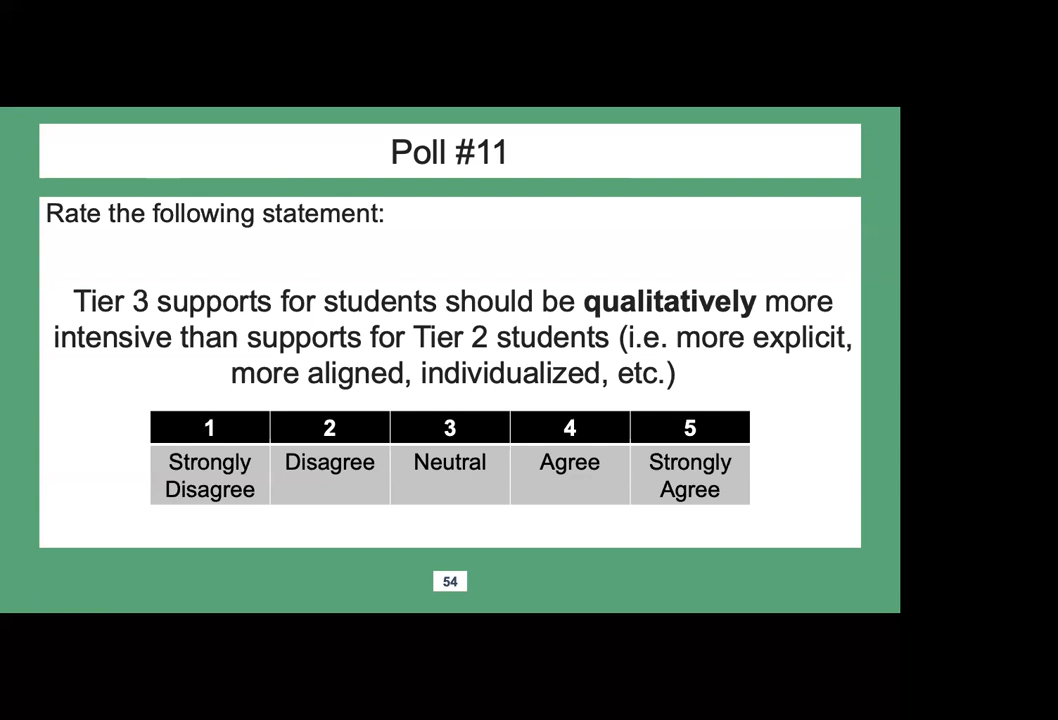 Poll #11
Rate the following statement:
Tier 3 supports for students should be qualitatively more
intensive than supports for Tier 2 students (i.e. more explicit,
more aligned, individualized, etc.)
1 2 3 4 5
Strongly Disagree Disagree Neutral Agree Strongly Agree
54